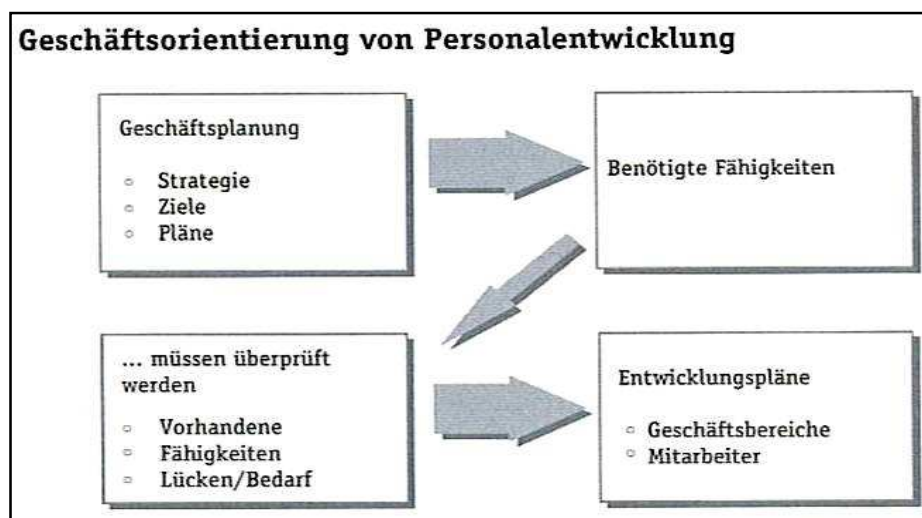 Geschäftsorientierung von Personalentwicklung
Geschäftsplanung
○ Strategie
○ Ziele
○ Pläne
Benötigte Fähigkeiten
... müssen überprüft
werden
○ Vorhandene
○ Fähigkeiten
○ Lücken/Bedarf
Entwicklungspläne
○ Geschäftsbereiche
○ Mitarbeiter